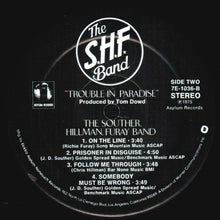 The
S.H.F.
Band
"TROUBLE IN PARADISE"
Produced by Tom Dowd
ASYLUM RECORDS
SIDE TWO
7E-1036-B
STEREO
℗1975
Asylum Records
THE SOUTHER
HILLMAN FURAY BAND
1. ON THE LINE - 3:40
(Richie Furay) Song Mountain Music ASCAP
2. PRISONER IN DISGUISE - 4:50
(J. D. Souther) Golden Spread Music/Benchmark Music ASCAP
3. FOLLOW ME THROUGH - 3:40
(Chris Hillman) Bar None Music BMI
4. SOMEBODY
MUST BE WRONG - 3:40
(J. D. Souther) Golden Spread Music/Benchmark Music ASCAP